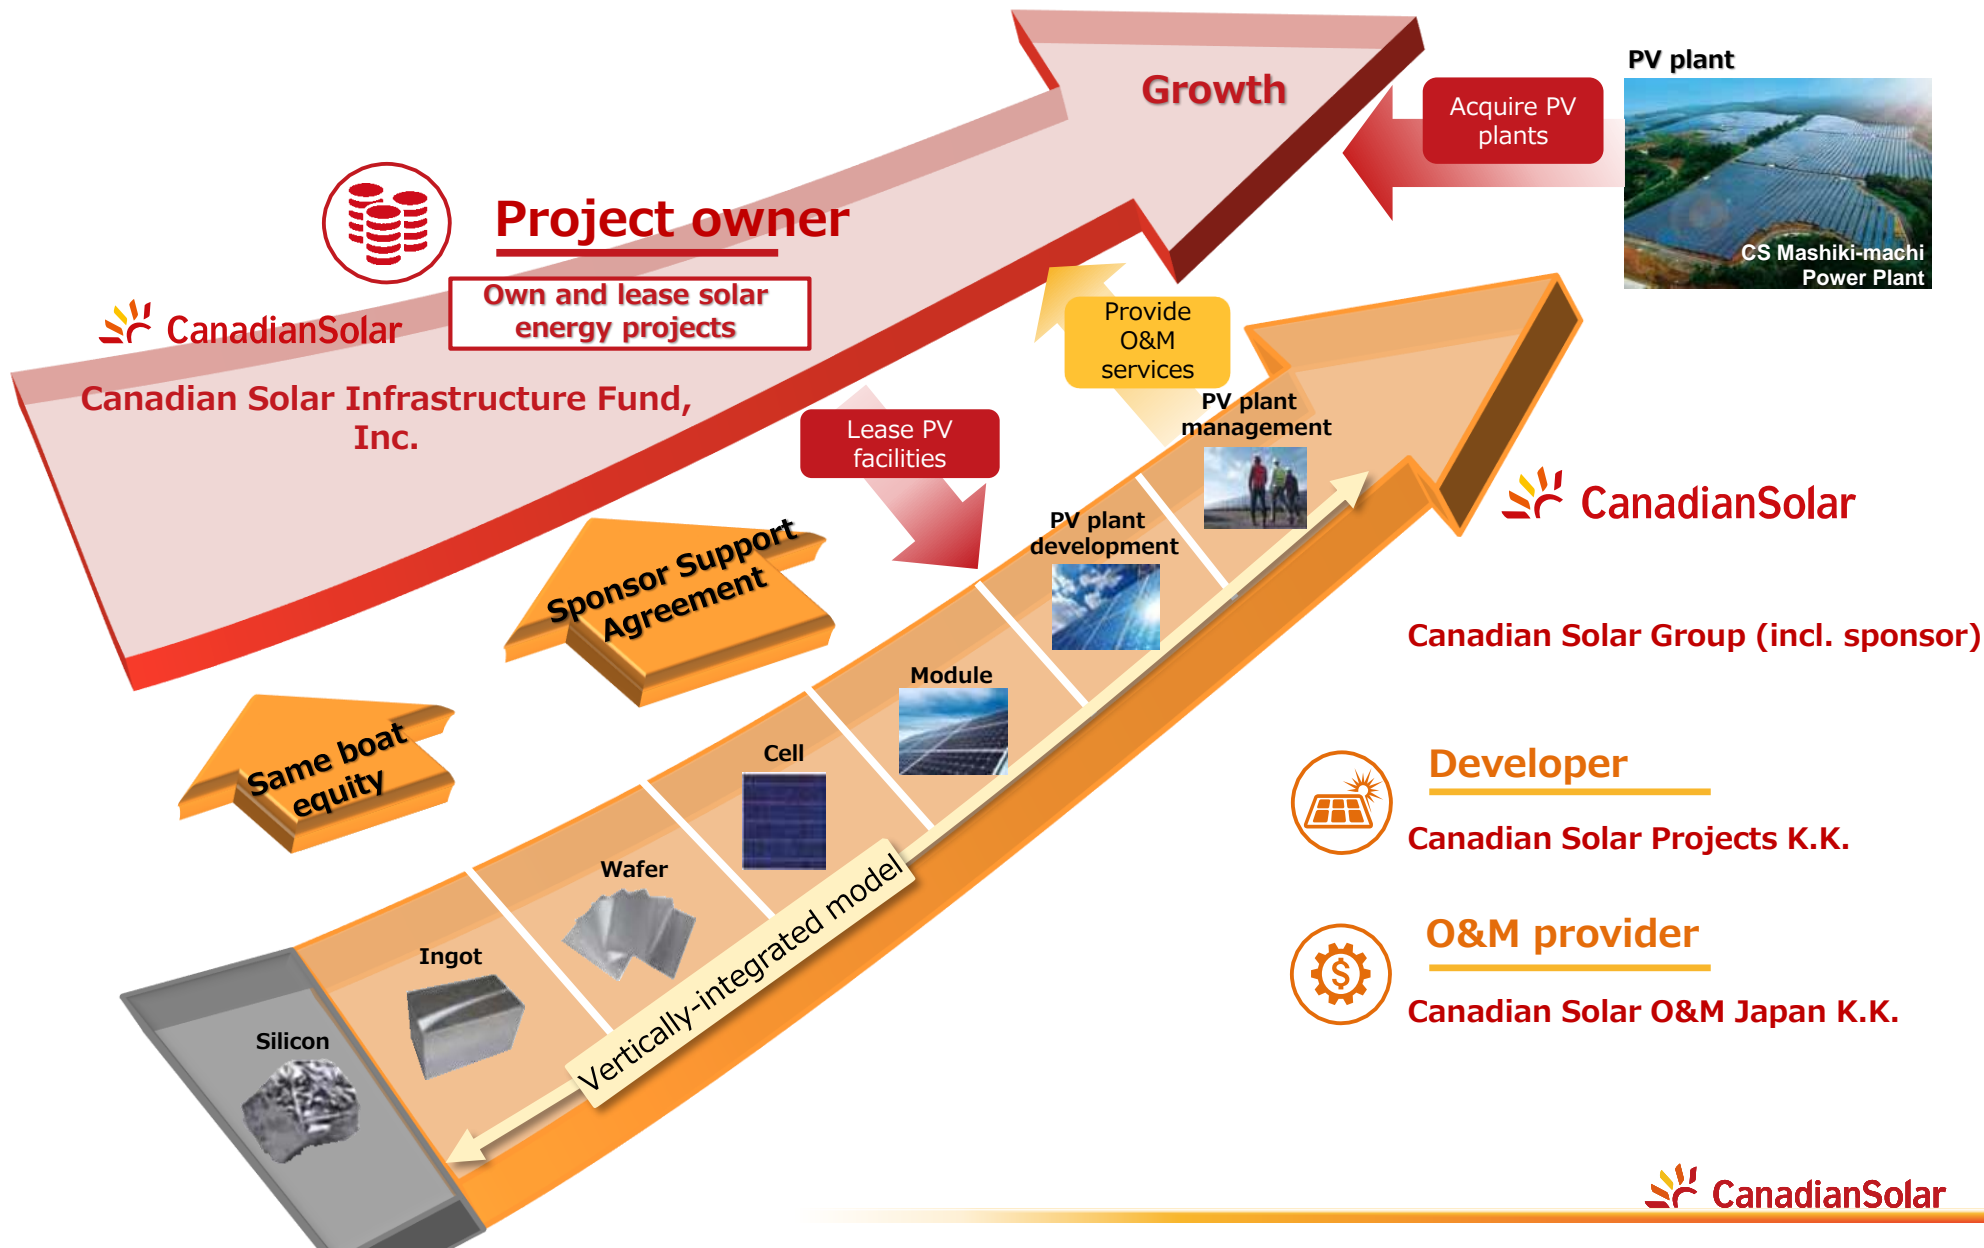 Growth
PV plant
Acquire PV
plants
CS Mashiki-machi
Power Plant
Project owner
Own and lease solar
energy projects
CanadianSolar
Canadian Solar Infrastructure Fund,
Inc.
Provide
O&M
services
Lease PV
facilities
PV plant
management
CanadianSolar
Sponsor Support
Agreement
PV plant
development
Canadian Solar Group (incl. sponsor)
Module
Same boat
equity
Cell
Developer
Canadian Solar Projects K.K.
Wafer
Vertically-integrated model
Ingot
O&M provider
Canadian Solar O&M Japan K.K.
Silicon
$
CanadianSolar